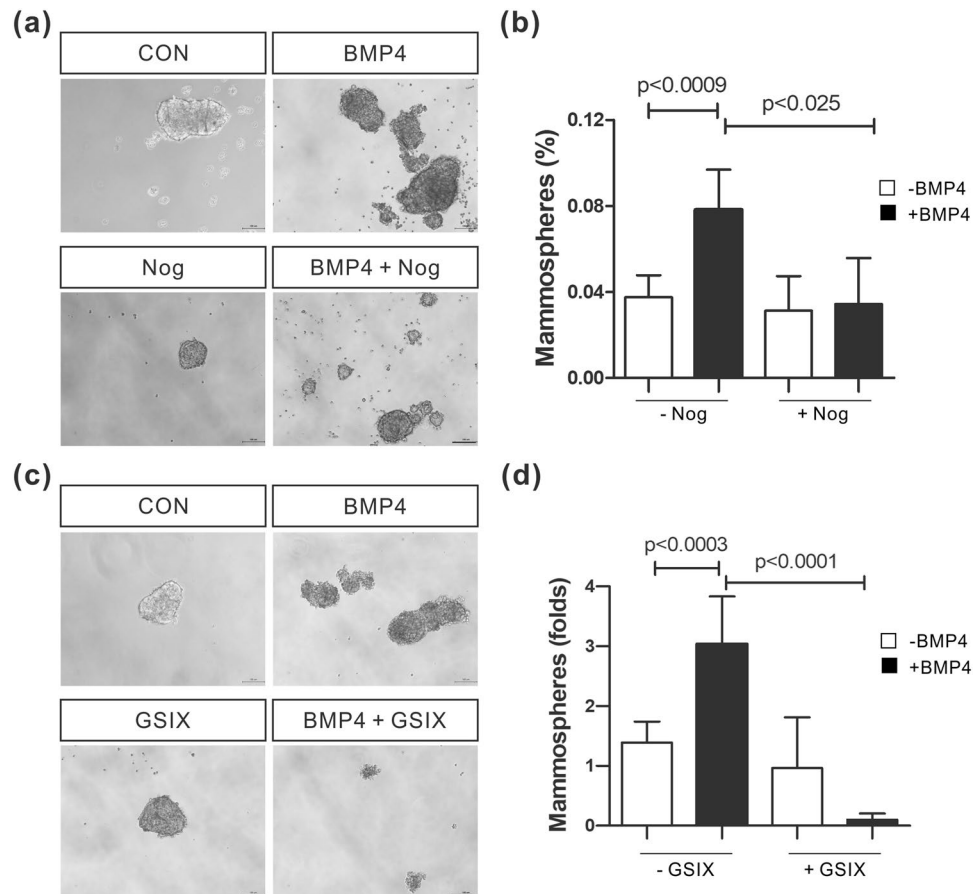 (a)
CON
BMP4
Nog
BMP4 + Nog
(b)
p<0.0009
p<0.025
0.12
0.08
0.04
0.00
Mammospheres (%)
-BMP4
+BMP4
- Nog
+ Nog
(c)
CON
BMP4
GSIX
BMP4 + GSIX
(d)
p<0.0003
p<0.0001
4
3
2
1
0
Mammospheres (folds)
-BMP4
+BMP4
- GSIX
+ GSIX